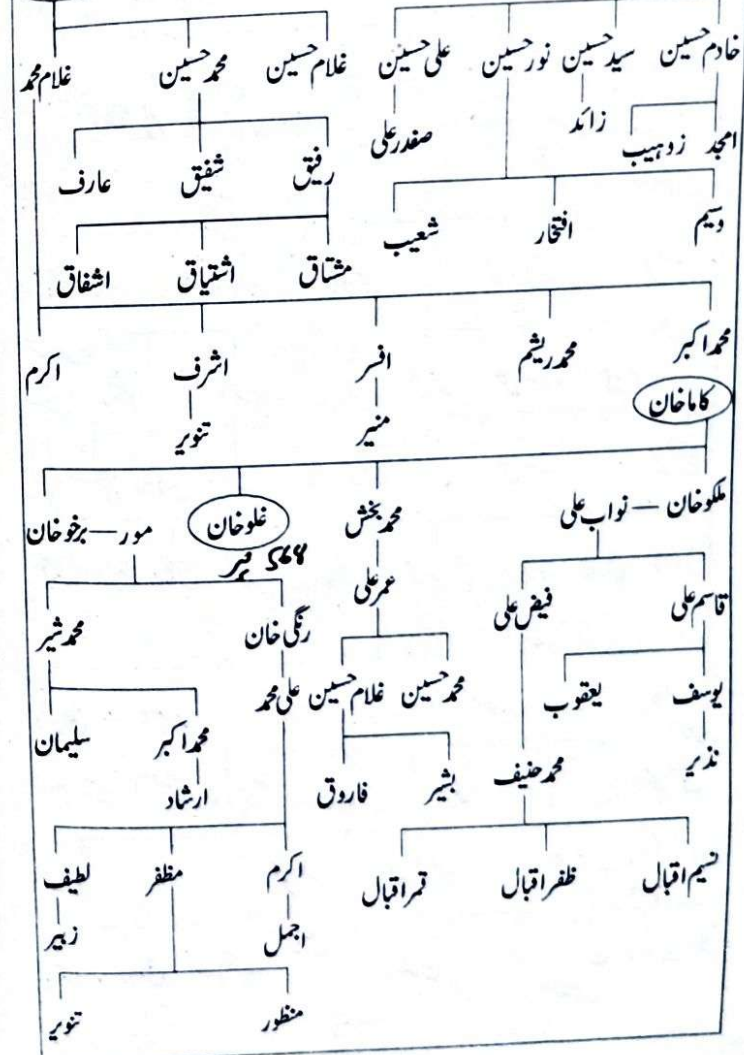 خادم حسین سید حسین نور حسین علی حسین غلام حسین محمد حسین غلام محمد
امجد زوہیب زائد صفدر علی رفیق شفیق عارف
وسیم افتخار شعیب مشتاق اشتیاق اشفاق
محمد اکبر محمد ریشم افسر اشرف اکرم
کاماخان منیر تنویر
ملکوخان — نواب علی محمد بخش غلوخان مور — برخوخان
قاسم علی فیض علی عمر علی رنگی خان محمد شیر
یوسف یعقوب محمد حسین غلام حسین علی محمد محمد اکبر سلیمان
نذیر محمد حنیف بشیر فاروق ارشاد
نسیم اقبال ظفر اقبال قمر اقبال اکرم مظفر لطیف
اجمل زبیر
منظور تنویر